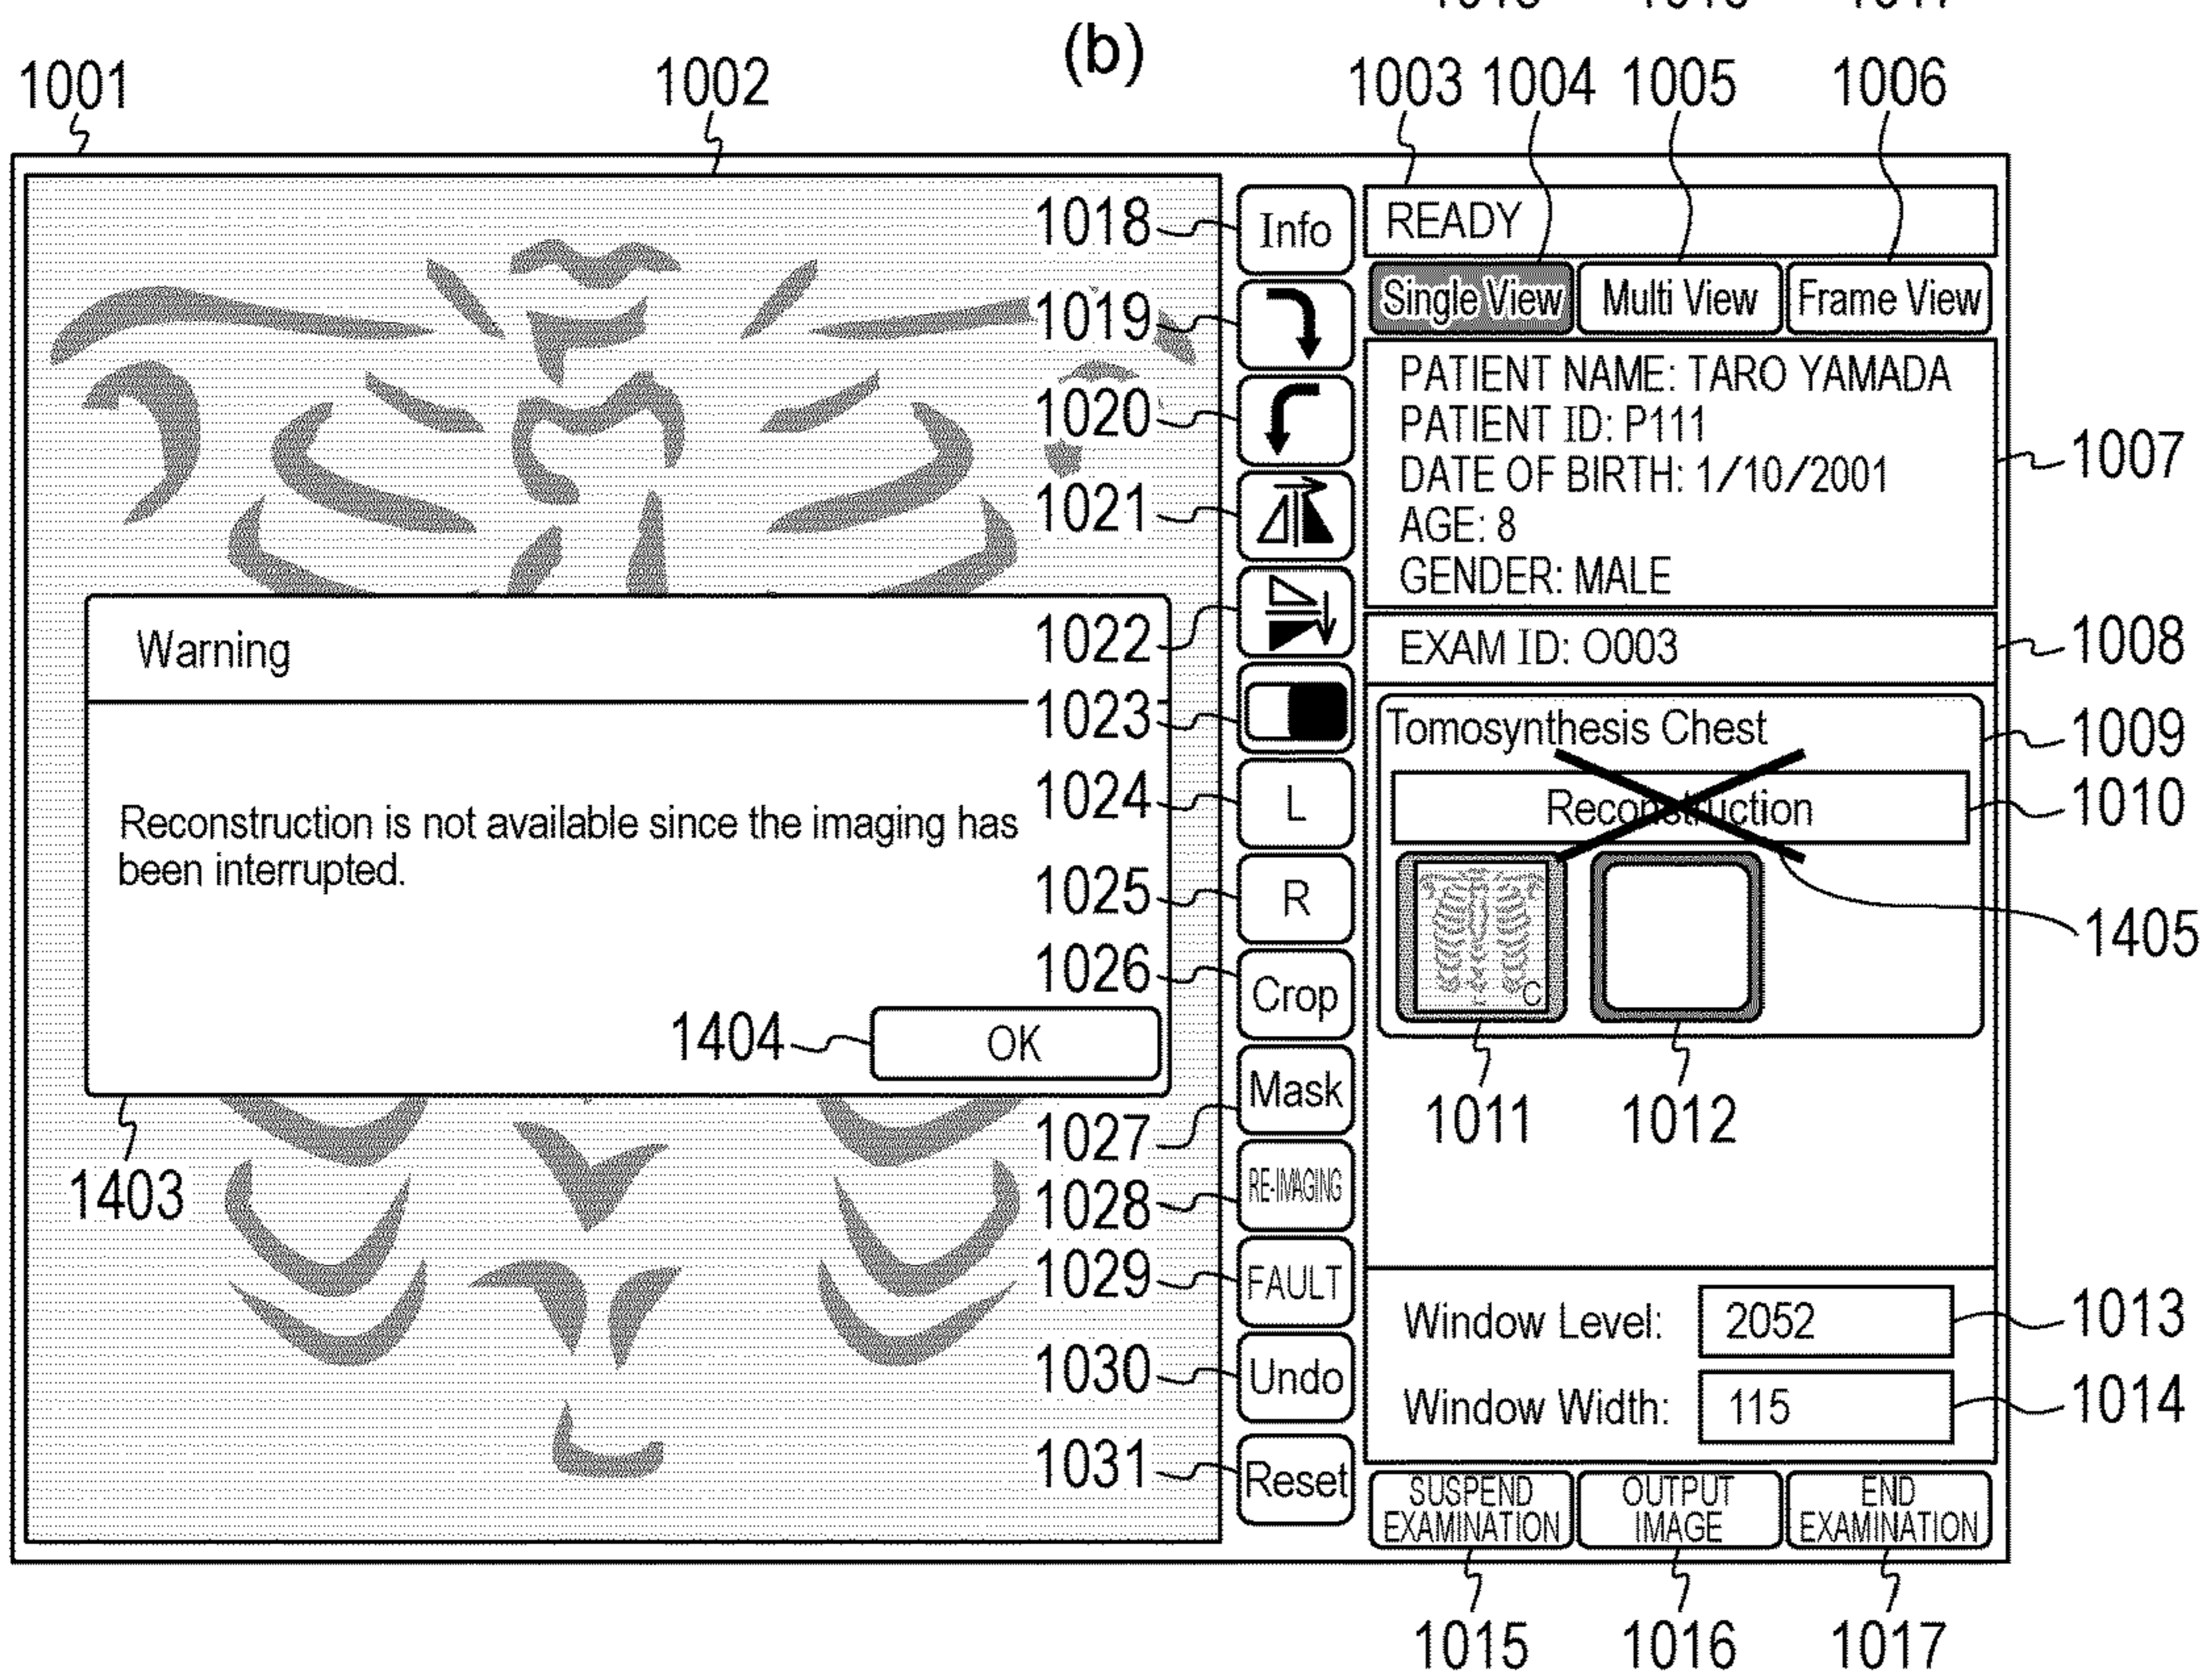 (b)
1001
1002
1003
1004
1005
1006
1018
Info
READY
1019
Single View
Multi View
Frame View
PATIENT NAME: TARO YAMADA
1020
PATIENT ID: P111
1007
DATE OF BIRTH: 1/10/2001
1021
AGE: 8
GENDER: MALE
Warning
1022
EXAM ID: O003
1008
1023
Tomosynthesis Chest
1009
Reconstruction is not available since the imaging has
been interrupted.
1024
L
Reconstruction
1010
1025
R
1405
1026
Crop
C
1404
OK
1027
Mask
1011
1012
1403
1028
RE-IMAGING
1029
FAULT
Window Level:
2052
1013
1030
Undo
Window Width:
115
1014
1031
Reset
SUSPEND
EXAMINATION
OUTPUT
IMAGE
END
EXAMINATION
1015
1016
1017